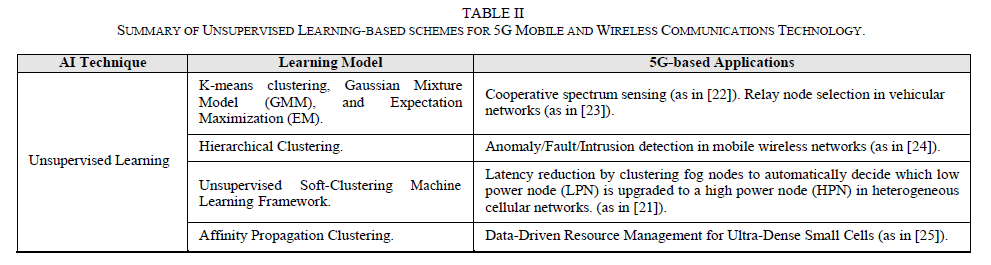 TABLE II
SUMMARY OF UNSUPERVISED LEARNING-BASED SCHEMES FOR 5G MOBILE AND WIRELESS COMMUNICATIONS TECHNOLOGY.
AI Technique Learning Model 5G-based Applications
Unsupervised Learning
K-means clustering, Gaussian Mixture
Model (GMM), and Expectation
Maximization (EM).
Cooperative spectrum sensing (as in [22]). Relay node selection in vehicular
networks (as in [23]).
Hierarchical Clustering.
Anomaly/Fault/Intrusion detection in mobile wireless networks (as in [24]).
Unsupervised Soft-Clustering Machine
Learning Framework.
Latency reduction by clustering fog nodes to automatically decide which low
power node (LPN) is upgraded to a high power node (HPN) in heterogeneous
cellular networks. (as in [21]).
Affinity Propagation Clustering.
Data-Driven Resource Management for Ultra-Dense Small Cells (as in [25]).